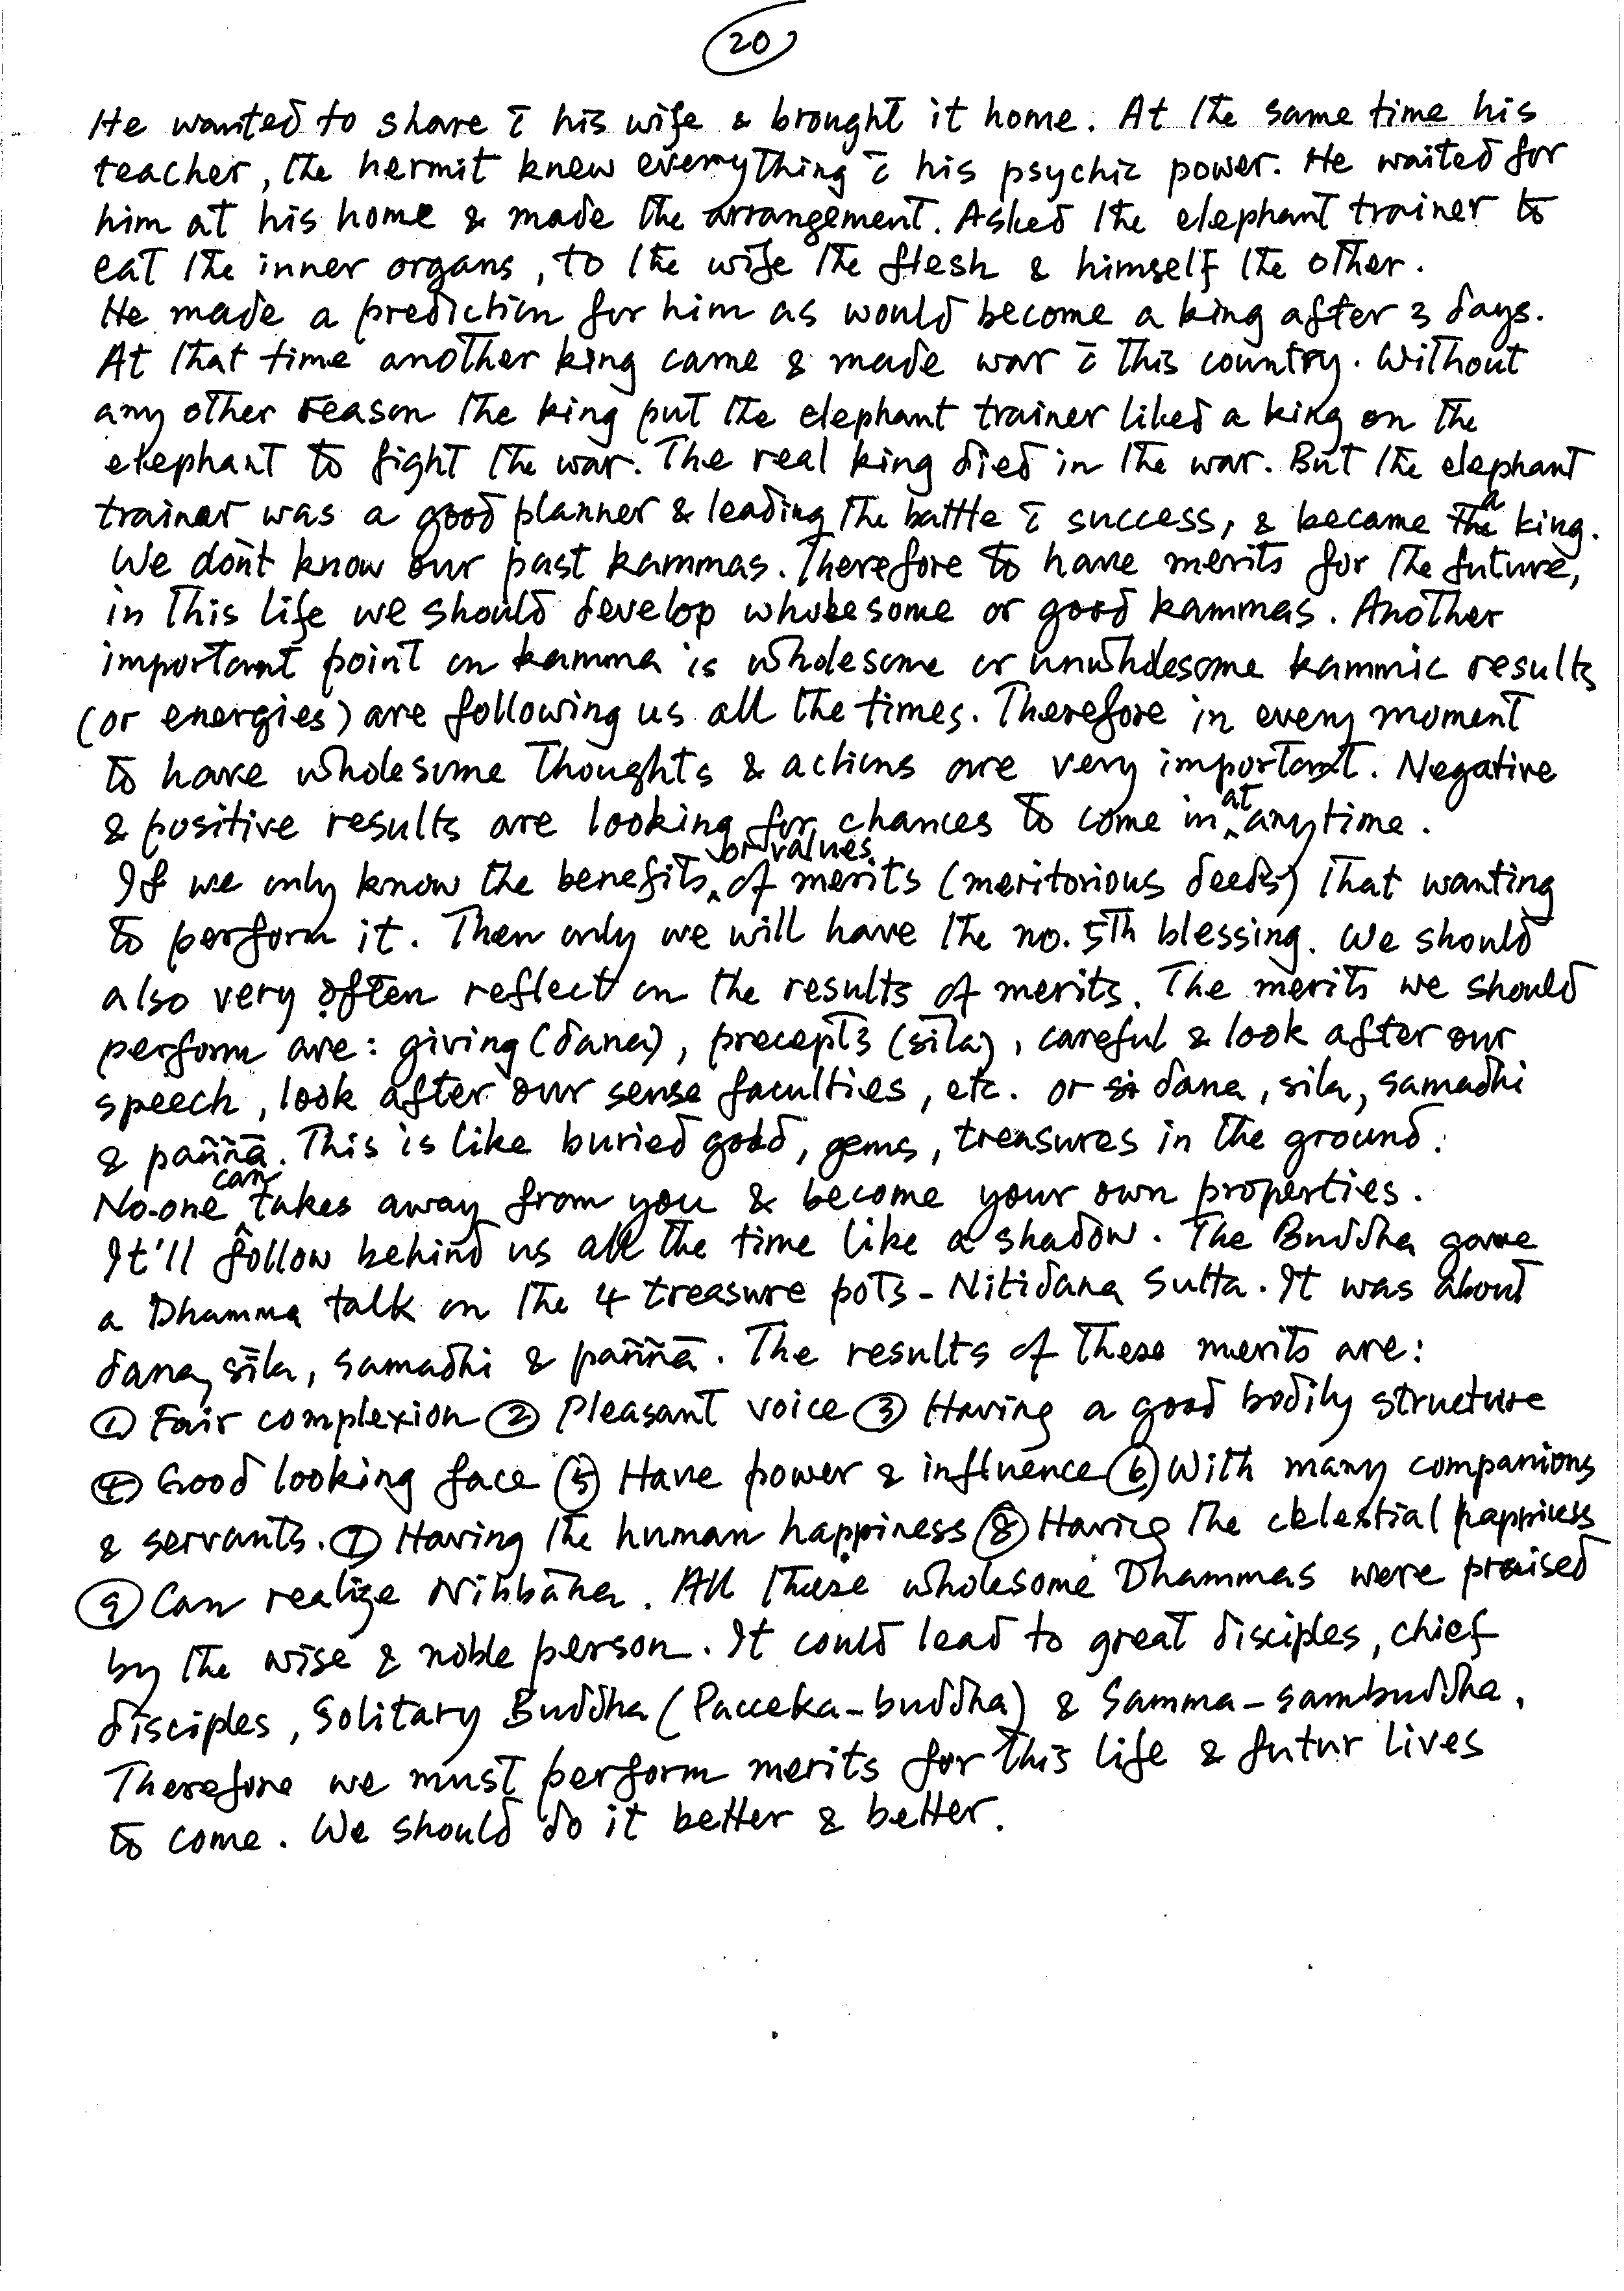 20
He wanted to share c̄ his wife & brought it home. At the same time his
teacher, the hermit knew everything c̄ his psychic power. He waited for
him at his home & made the arrangement. Asked the elephant trainer to
eat the inner organs, to the wife the flesh & himself the other.
He made a prediction for him as would become a king after 3 days.
At that time another king came & made war c̄ this country. Without
any other reason the king put the elephant trainer liked a king on the
elephant to fight the war. The real king died in the war. But the elephant
trainer was a good planner & leading the battle c̄ success, & became a king.
We don't know our past kammas. Therefore to have merits for the future,
in this life we should develop wholesome or good kammas. Another
important point on kamma is wholesome or unwholesome kammic results
(or energies) are following us all the times. Therefore in every moment
to have wholesome thoughts & actions are very important. Negative
& positive results are looking for chances to come in at anytime.
If we only know the benefits or values of merits (meritorious deeds) that wanting
to perform it. Then only we will have the no. 5th blessing. We should
also very often reflect on the results of merits. The merits we should
perform are: giving (dana), precepts (sīla), careful & look after our
speech, look after our sense faculties, etc. or dana, sila, samadhi
& paññā. This is like buried gold, gems, treasures in the ground.
No-one can takes away from you & become your own properties.
It'll follow behind us all the time like a shadow. The Buddha gave
a Dhamma talk on the 4 treasure pots - Nitidana Sutta. It was about
dana, sīla, samadhi & paññā. The results of these merits are:
① Fair complexion ② Pleasant voice ③ Having a good bodily structure
④ Good looking face ⑤ Have power & influence ⑥ With many companions
& servants. ⑦ Having the human happiness ⑧ Having the celestial happiness
⑨ Can realize Nibbāna. All these wholesome Dhammas were praised
by the wise & noble person. It could lead to great disciples, chief
disciples, Solitary Buddha (Pacceka-buddha) & Samma-sambuddha.
Therefore we must perform merits for this life & futur lives
to come. We should do it better & better.